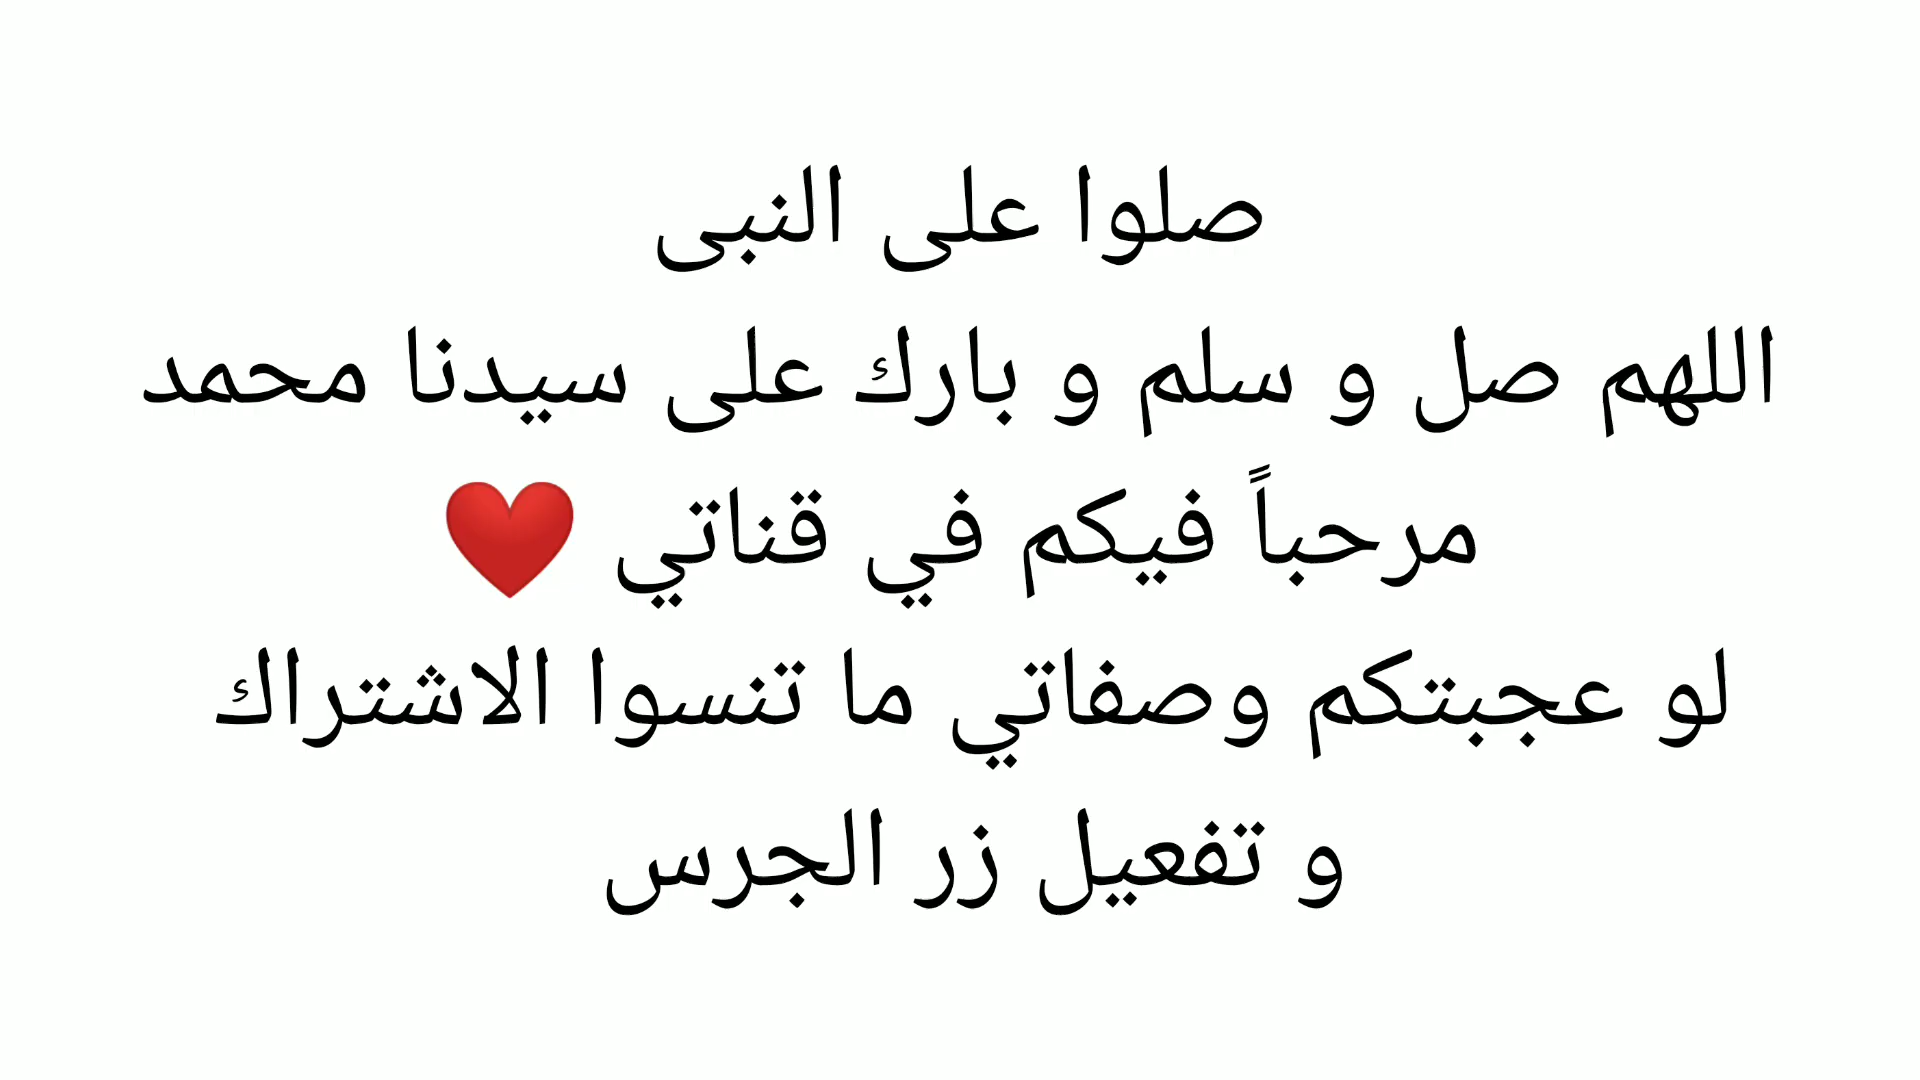 صلوا على النبى
اللهم صل و سلم و بارك على سيدنا محمد
مرحباً فيكم في قناتي ❤️
لو عجبتكم وصفاتي ما تنسوا الاشتراك
و تفعيل زر الجرس